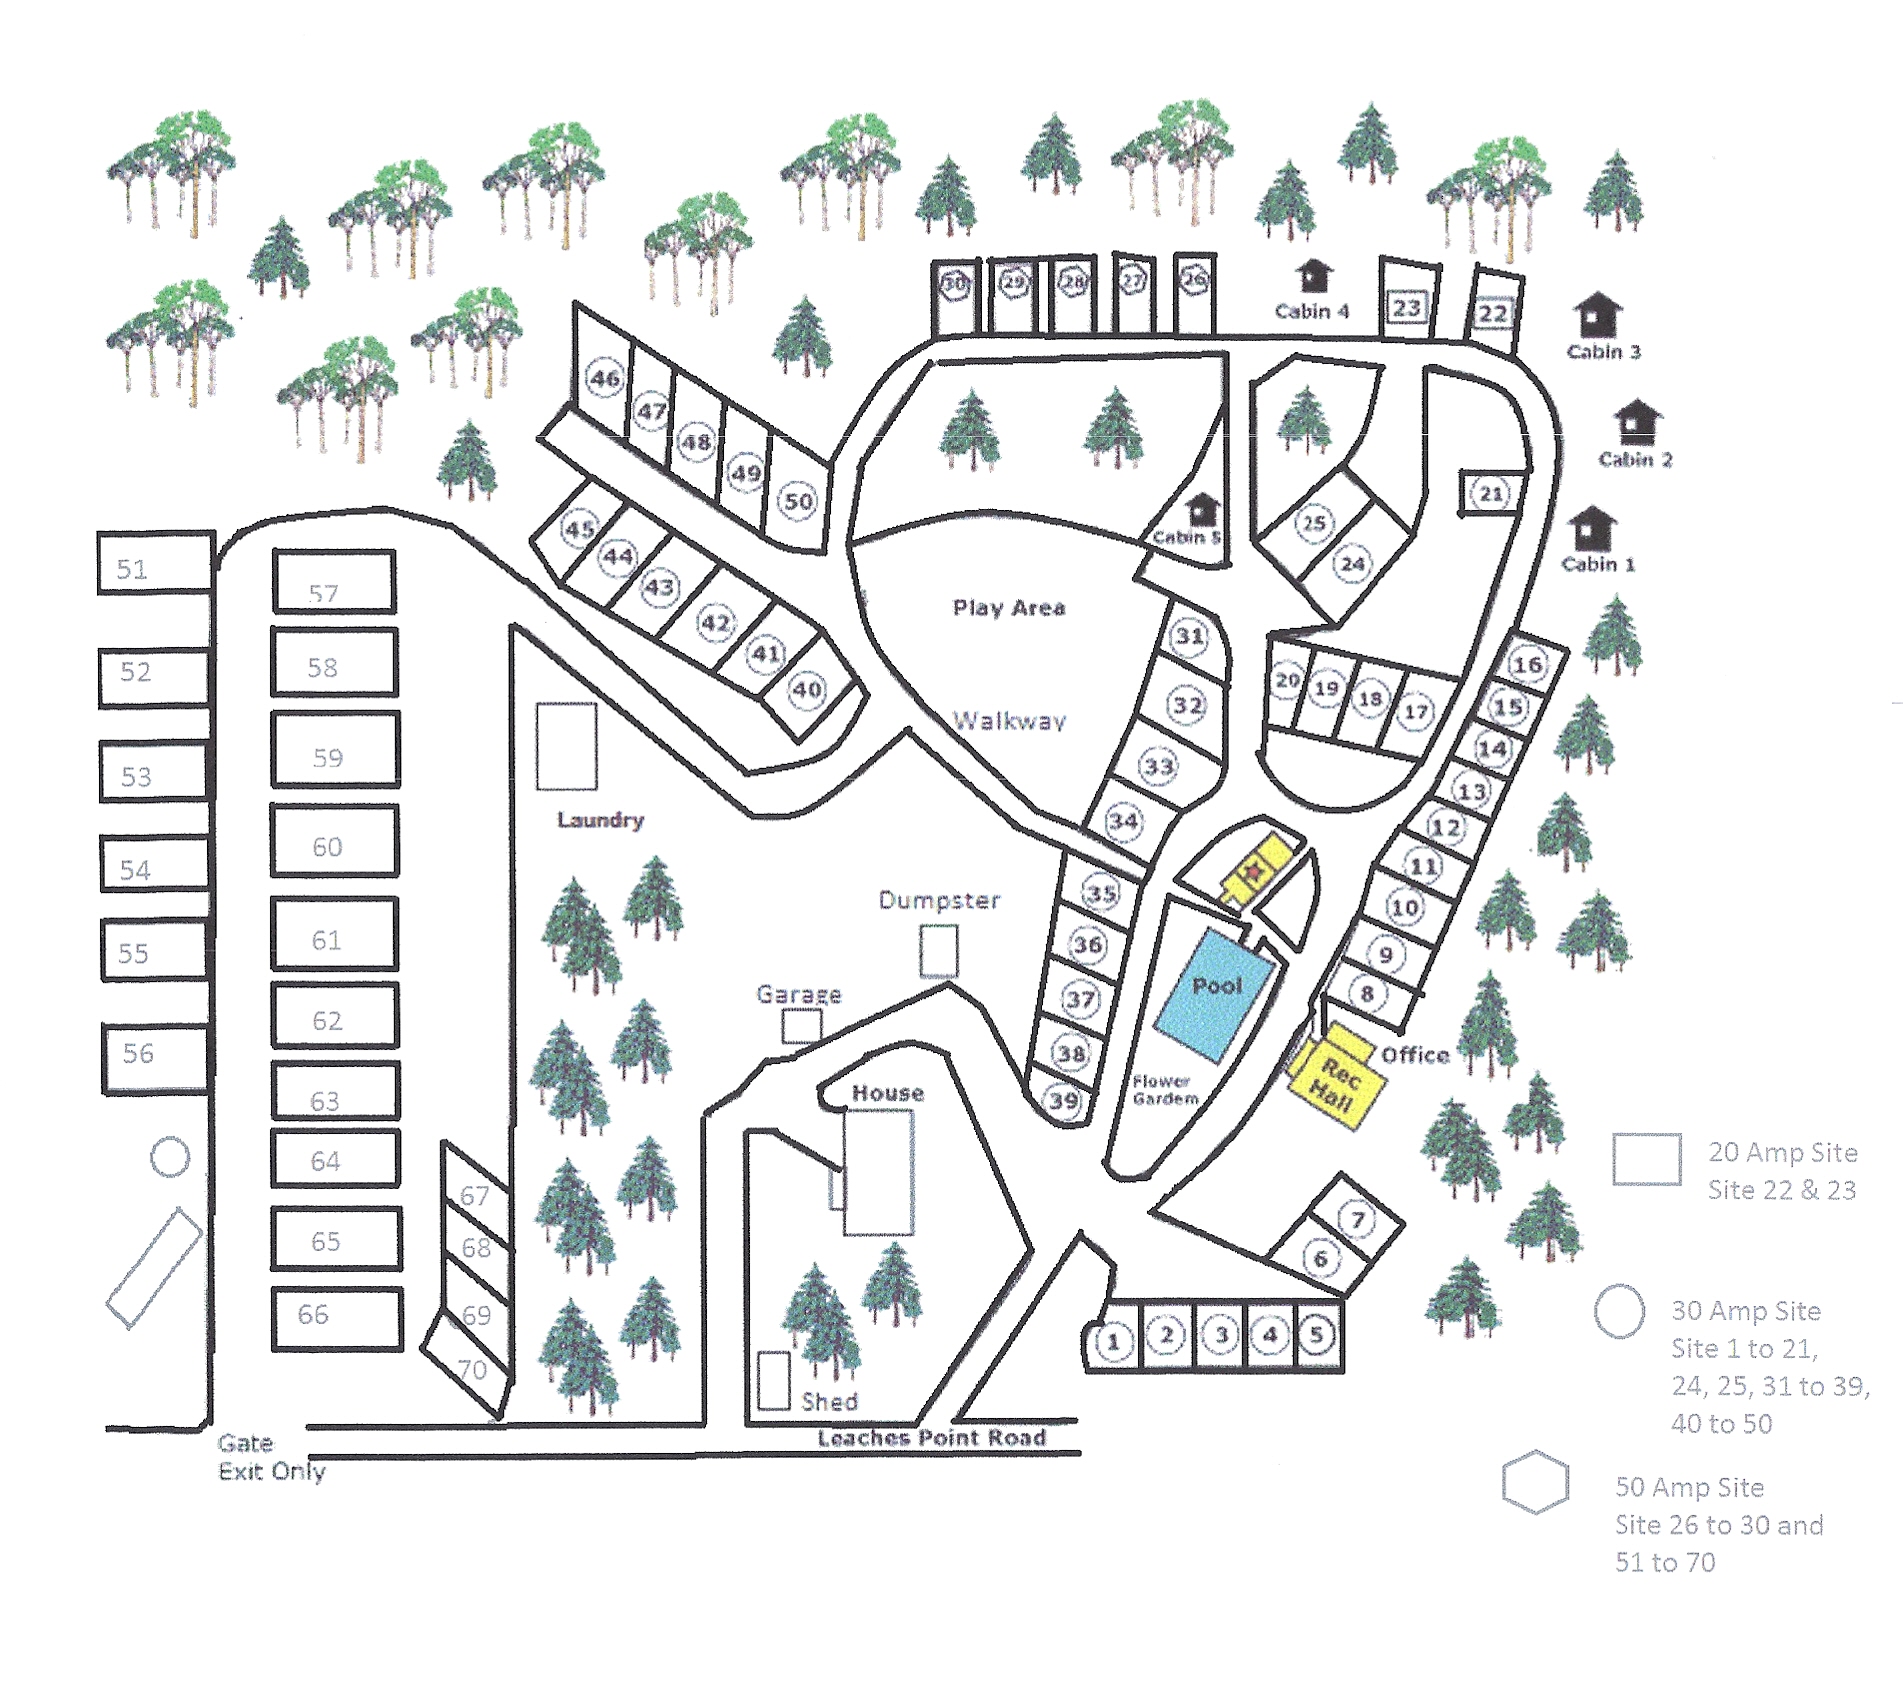 30
29
28
27
26
Cabin 4
23
22
Cabin 3
46
47
48
49
50
Cabin 2
21
25
24
Cabin 5
Cabin 1
45
44
43
42
41
40
51
52
53
54
55
56
57
58
59
60
61
62
63
64
65
66
67
68
69
70
Play Area
Walkway
31
32
33
34
20
19
18
17
16
15
14
13
12
11
10
9
8
Laundry
Dumpster
Garage
35
36
37
38
39
Pool
Flower
Gardem
Office
Rec
Hall
House
7
6
1
2
3
4
5
Shed
Leaches Point Road
Gate
Exit Only
20 Amp Site
Site 22 & 23
30 Amp Site
Site 1 to 21,
24, 25, 31 to 39,
40 to 50
50 Amp Site
Site 26 to 30 and
51 to 70